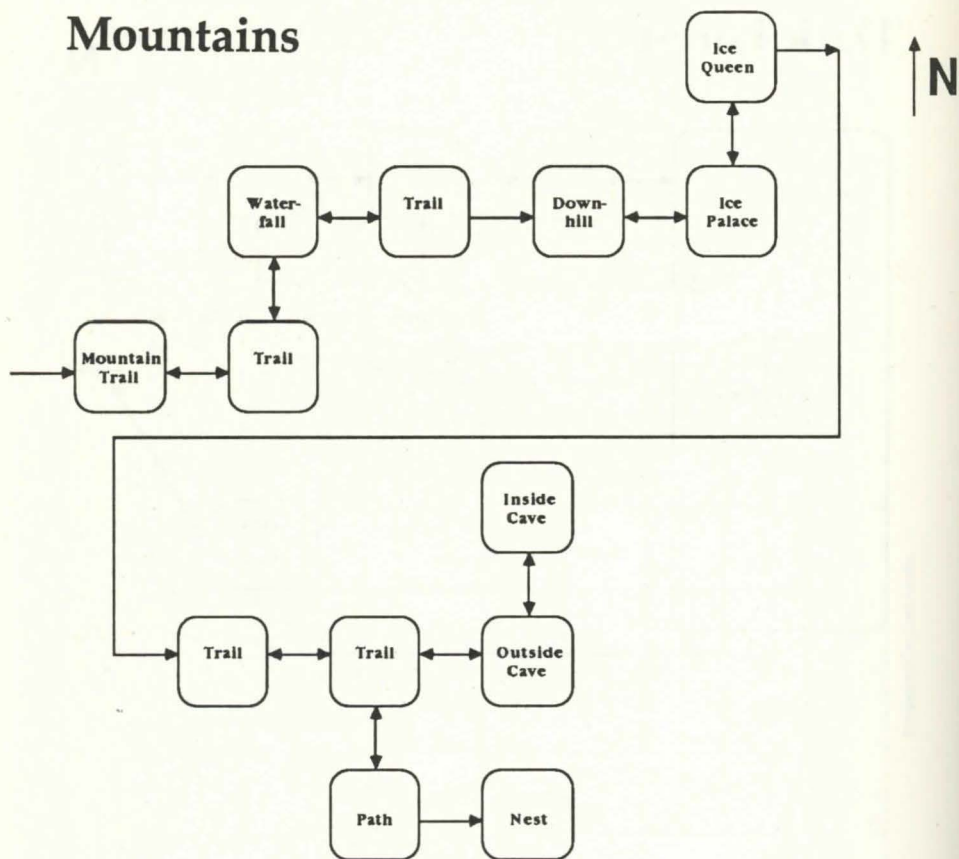 Mountains
Ice
Queen
N
Water-
fall
Trail
Down-
hill
Ice
Palace
Mountain
Trail
Trail
Inside
Cave
Trail
Trail
Outside
Cave
Path
Nest